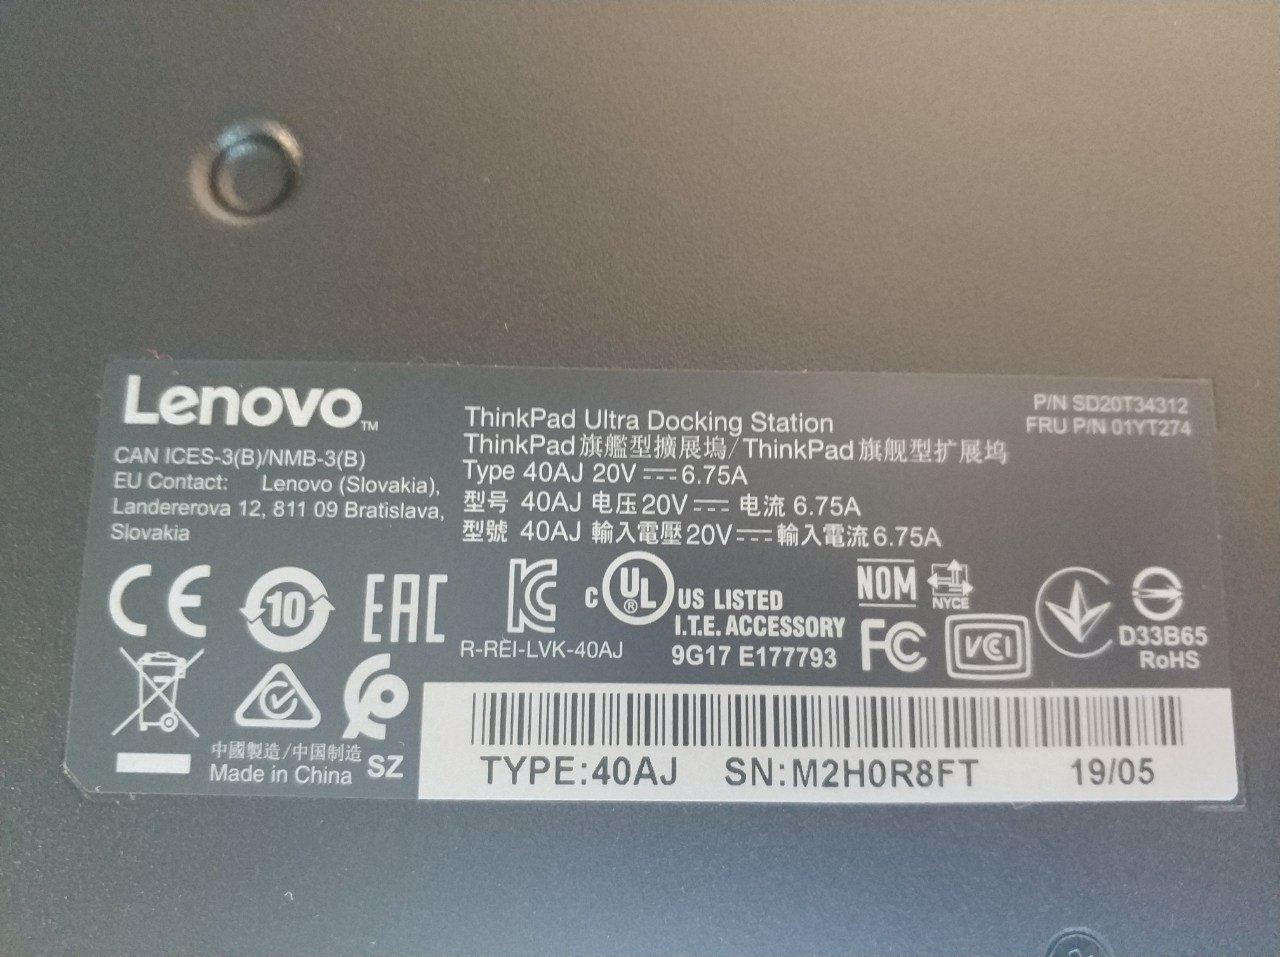 Lenovo™
CAN ICES-3(B)/NMB-3(B)
EU Contact: Lenovo (Slovakia),
Landererova 12, 811 09 Bratislava,
Slovakia
ThinkPad Ultra Docking Station
ThinkPad 旗艦型擴展塢/ThinkPad 旗舰型扩展坞
Type 40AJ 20V ⎓ 6.75A
型号 40AJ 电压 20V ⎓ 电流 6.75A
型號 40AJ 輸入電壓 20V ⎓ 輸入電流 6.75A
P/N SD20T34312
FRU P/N 01YT274
CE
10
EAC
KC
R-REI-LVK-40AJ
c UL ® US LISTED
I.T.E. ACCESSORY
9G17 E177793
NOM
NYCE
FC
VCI
D33B65
RoHS
中國製造/中国制造
Made in China
SZ
TYPE:40AJ SN:M2H0R8FT 19/05